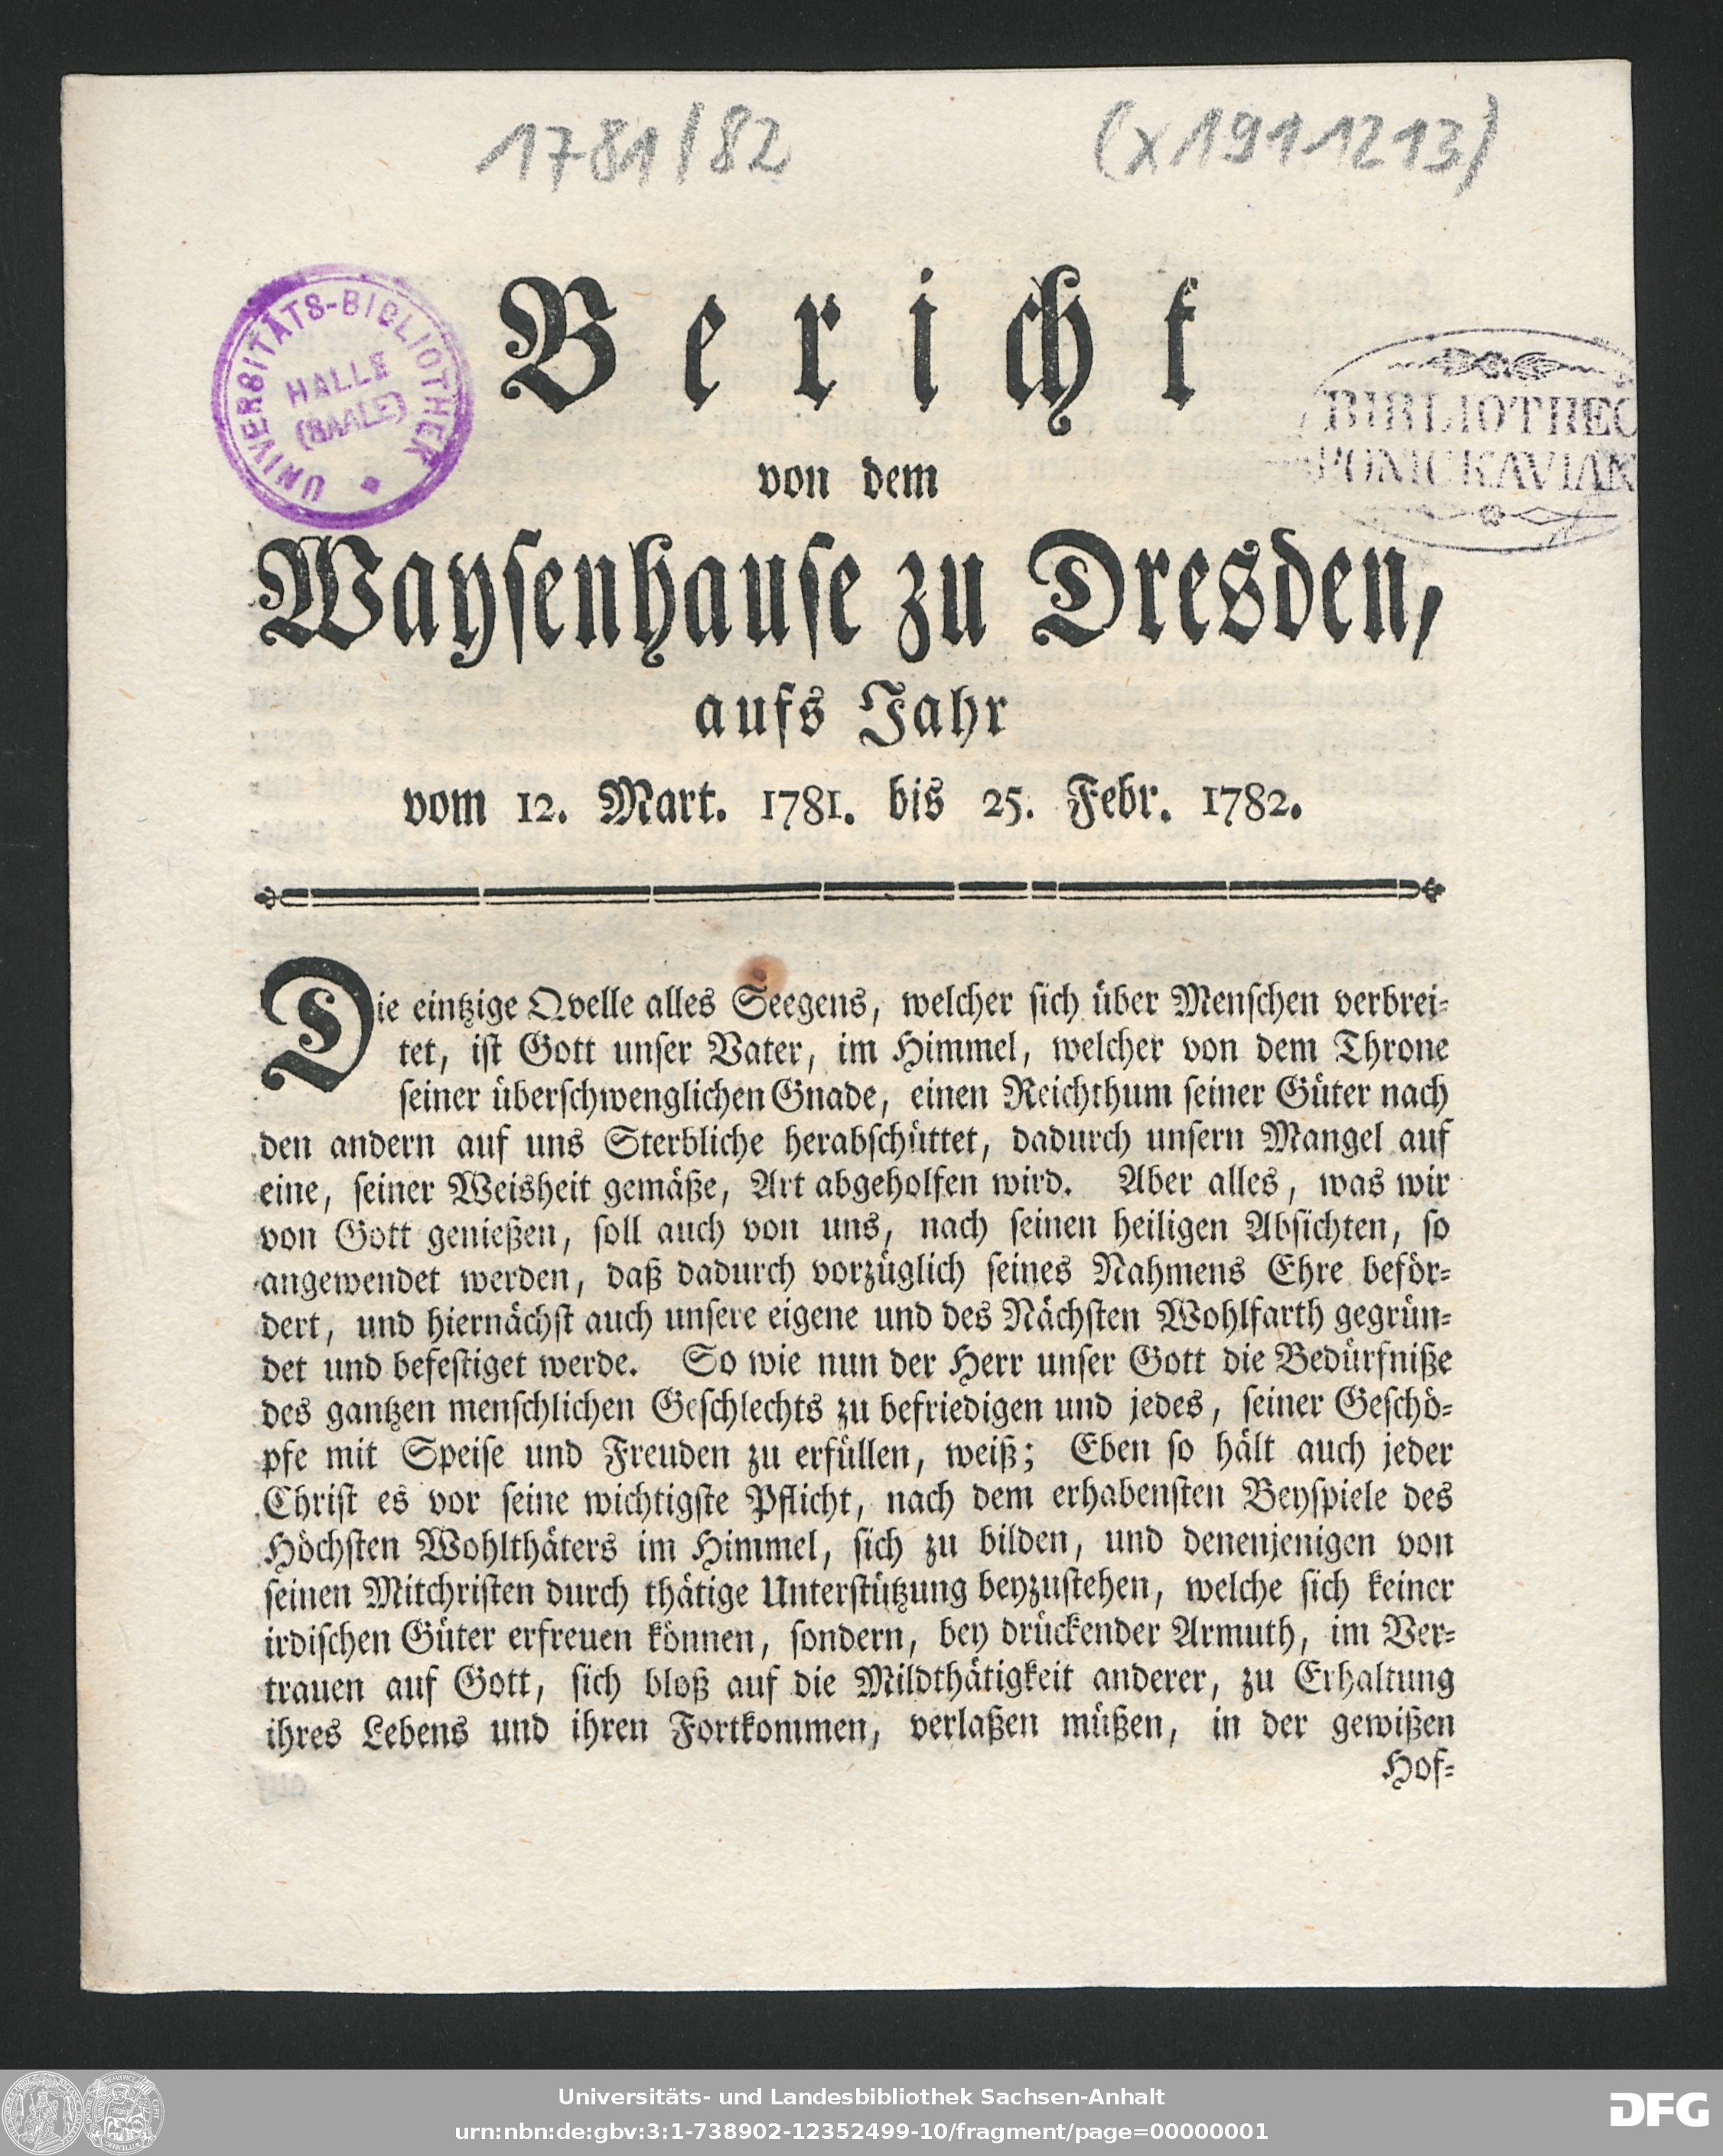 1781/82
(x1911213)
UNIVERSITÄTS-BIBLIOTHEK
HALLE
(SAALE)
BIBLIOTHEC
PONICKAVIAN
Bericht
von dem
Waysenhause zu Dresden,
aufs Jahr
vom 12. Mart. 1781. bis 25. Febr. 1782.
Die eintzige Qvelle alles Seegens, welcher sich über Menschen verbrei-
tet, ist Gott unser Vater, im Himmel, welcher von dem Throne
seiner überschwenglichen Gnade, einen Reichthum seiner Güter nach
den andern auf uns Sterbliche herabschüttet, dadurch unsern Mangel auf
eine, seiner Weisheit gemäße, Art abgeholfen wird. Aber alles, was wir
von Gott genießen, soll auch von uns, nach seinen heiligen Absichten, so
angewendet werden, daß dadurch vorzüglich seines Nahmens Ehre beför-
dert, und hiernächst auch unsere eigene und des Nächsten Wohlfarth gegrün-
det und befestiget werde. So wie nun der Herr unser Gott die Bedürfniße
des gantzen menschlichen Geschlechts zu befriedigen und jedes, seiner Geschö-
pfe mit Speise und Freuden zu erfüllen, weiß; Eben so hält auch jeder
Christ es vor seine wichtigste Pflicht, nach dem erhabensten Beyspiele des
Höchsten Wohlthäters im Himmel, sich zu bilden, und denenjenigen von
seinen Mitchristen durch thätige Unterstützung beyzustehen, welche sich keiner
irdischen Güter erfreuen können, sondern, bey drückender Armuth, im Ver-
trauen auf Gott, sich bloß auf die Mildthätigkeit anderer, zu Erhaltung
ihres Lebens und ihren Fortkommen, verlaßen müßen, in der gewißen
Hof-
Universitäts- und Landesbibliothek Sachsen-Anhalt
urn:nbn:de:gbv:3:1-738902-12352499-10/fragment/page=00000001
DFG